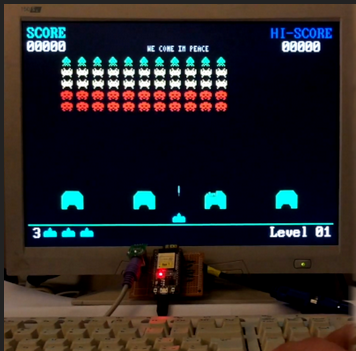 SCORE
HI-SCORE
00000
00000
WE COME IN PEACE
3
Level 01